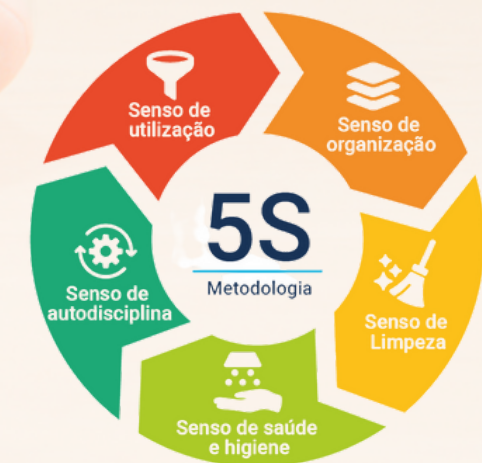 Senso de
utilização
Senso de
organização
5S
Metodologia
Senso de
autodisciplina
Senso de
Limpeza
Senso de saúde
e higiene